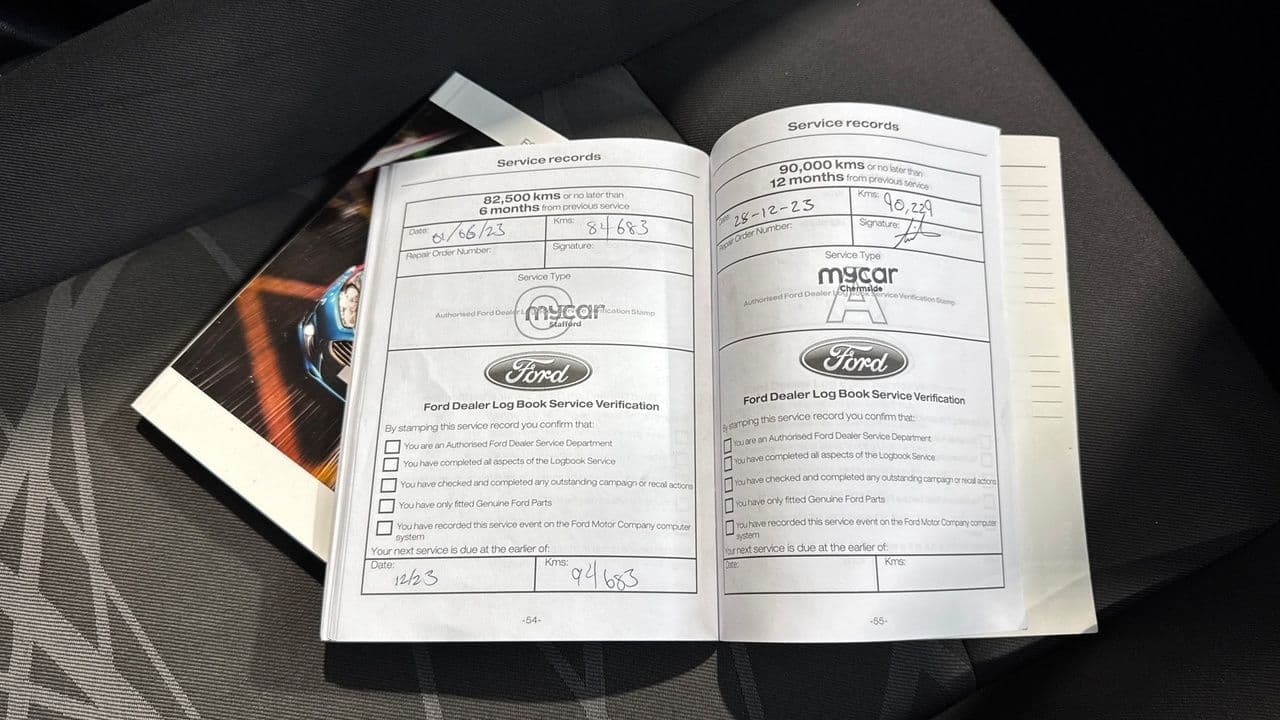 Service records
82,500 kms or no later than
6 months from previous service
Date: 01/06/23
Kms: 84683
Repair Order Number:
Signature:
Service Type
C
Authorised Ford Dealer Service Verification Stamp
mycar
Stafford
Ford
Ford Dealer Log Book Service Verification
By stamping this service record you confirm that:
You are an Authorised Ford Dealer Service Department
You have completed all aspects of the Logbook Service
You have checked and completed any outstanding campaign or recall actions
You have only fitted Genuine Ford Parts
You have recorded this service event on the Ford Motor Company computer
system
Your next service is due at the earlier of:
Date: 12/23
Kms: 94683
-54-
Service records
90,000 kms or no later than
12 months from previous service
Date: 28-12-23
Kms: 90,229
Repair Order Number:
Signature:
Service Type
mycar
Chermside
Authorised Ford Dealer Log Book Service Verification Stamp
A
Ford
Ford Dealer Log Book Service Verification
By stamping this service record you confirm that:
You are an Authorised Ford Dealer Service Department
You have completed all aspects of the Logbook Service
You have checked and completed any outstanding campaign or recall actions
You have only fitted Genuine Ford Parts
You have recorded this service event on the Ford Motor Company computer
system
Your next service is due at the earlier of:
Date:
Kms:
-55-